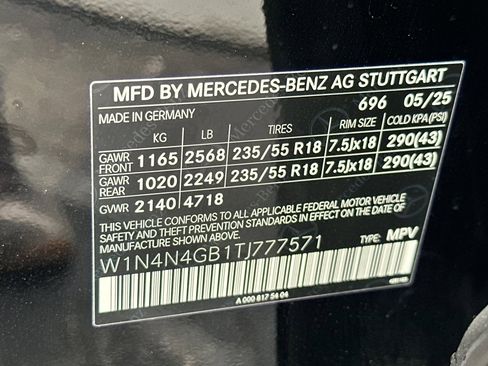 MFD BY MERCEDES-BENZ AG STUTTGART
MADE IN GERMANY 696 05/25
KG LB TIRES RIM SIZE COLD KPA(PSI)
GAWR FRONT 1165 2568 235/55 R18 7.5Jx18 290(43)
GAWR REAR 1020 2249 235/55 R18 7.5Jx18 290(43)
GVWR 2140 4718
THIS VEHICLE CONFORMS TO ALL APPLICABLE FEDERAL MOTOR VEHICLE
SAFETY AND THEFT PREVENTION STANDARDS IN EFFECT ON THE DATE OF
MANUFACTURE SHOWN ABOVE.
W1N4N4GB1TJ777571 TYPE: MPV
A 000 817 54 04